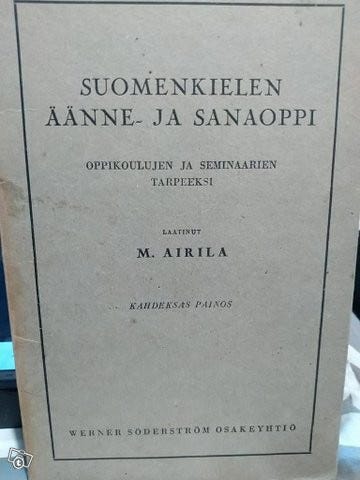 SUOMENKIELEN
ÄÄNNE- JA SANAOPPI
OPPIKOULUJEN JA SEMINAARIEN
TARPEEKSI
LAATINUT
M. AIRILA
KAHDEKSAS PAINOS
WERNER SÖDERSTRÖM OSAKEYHTIÖ